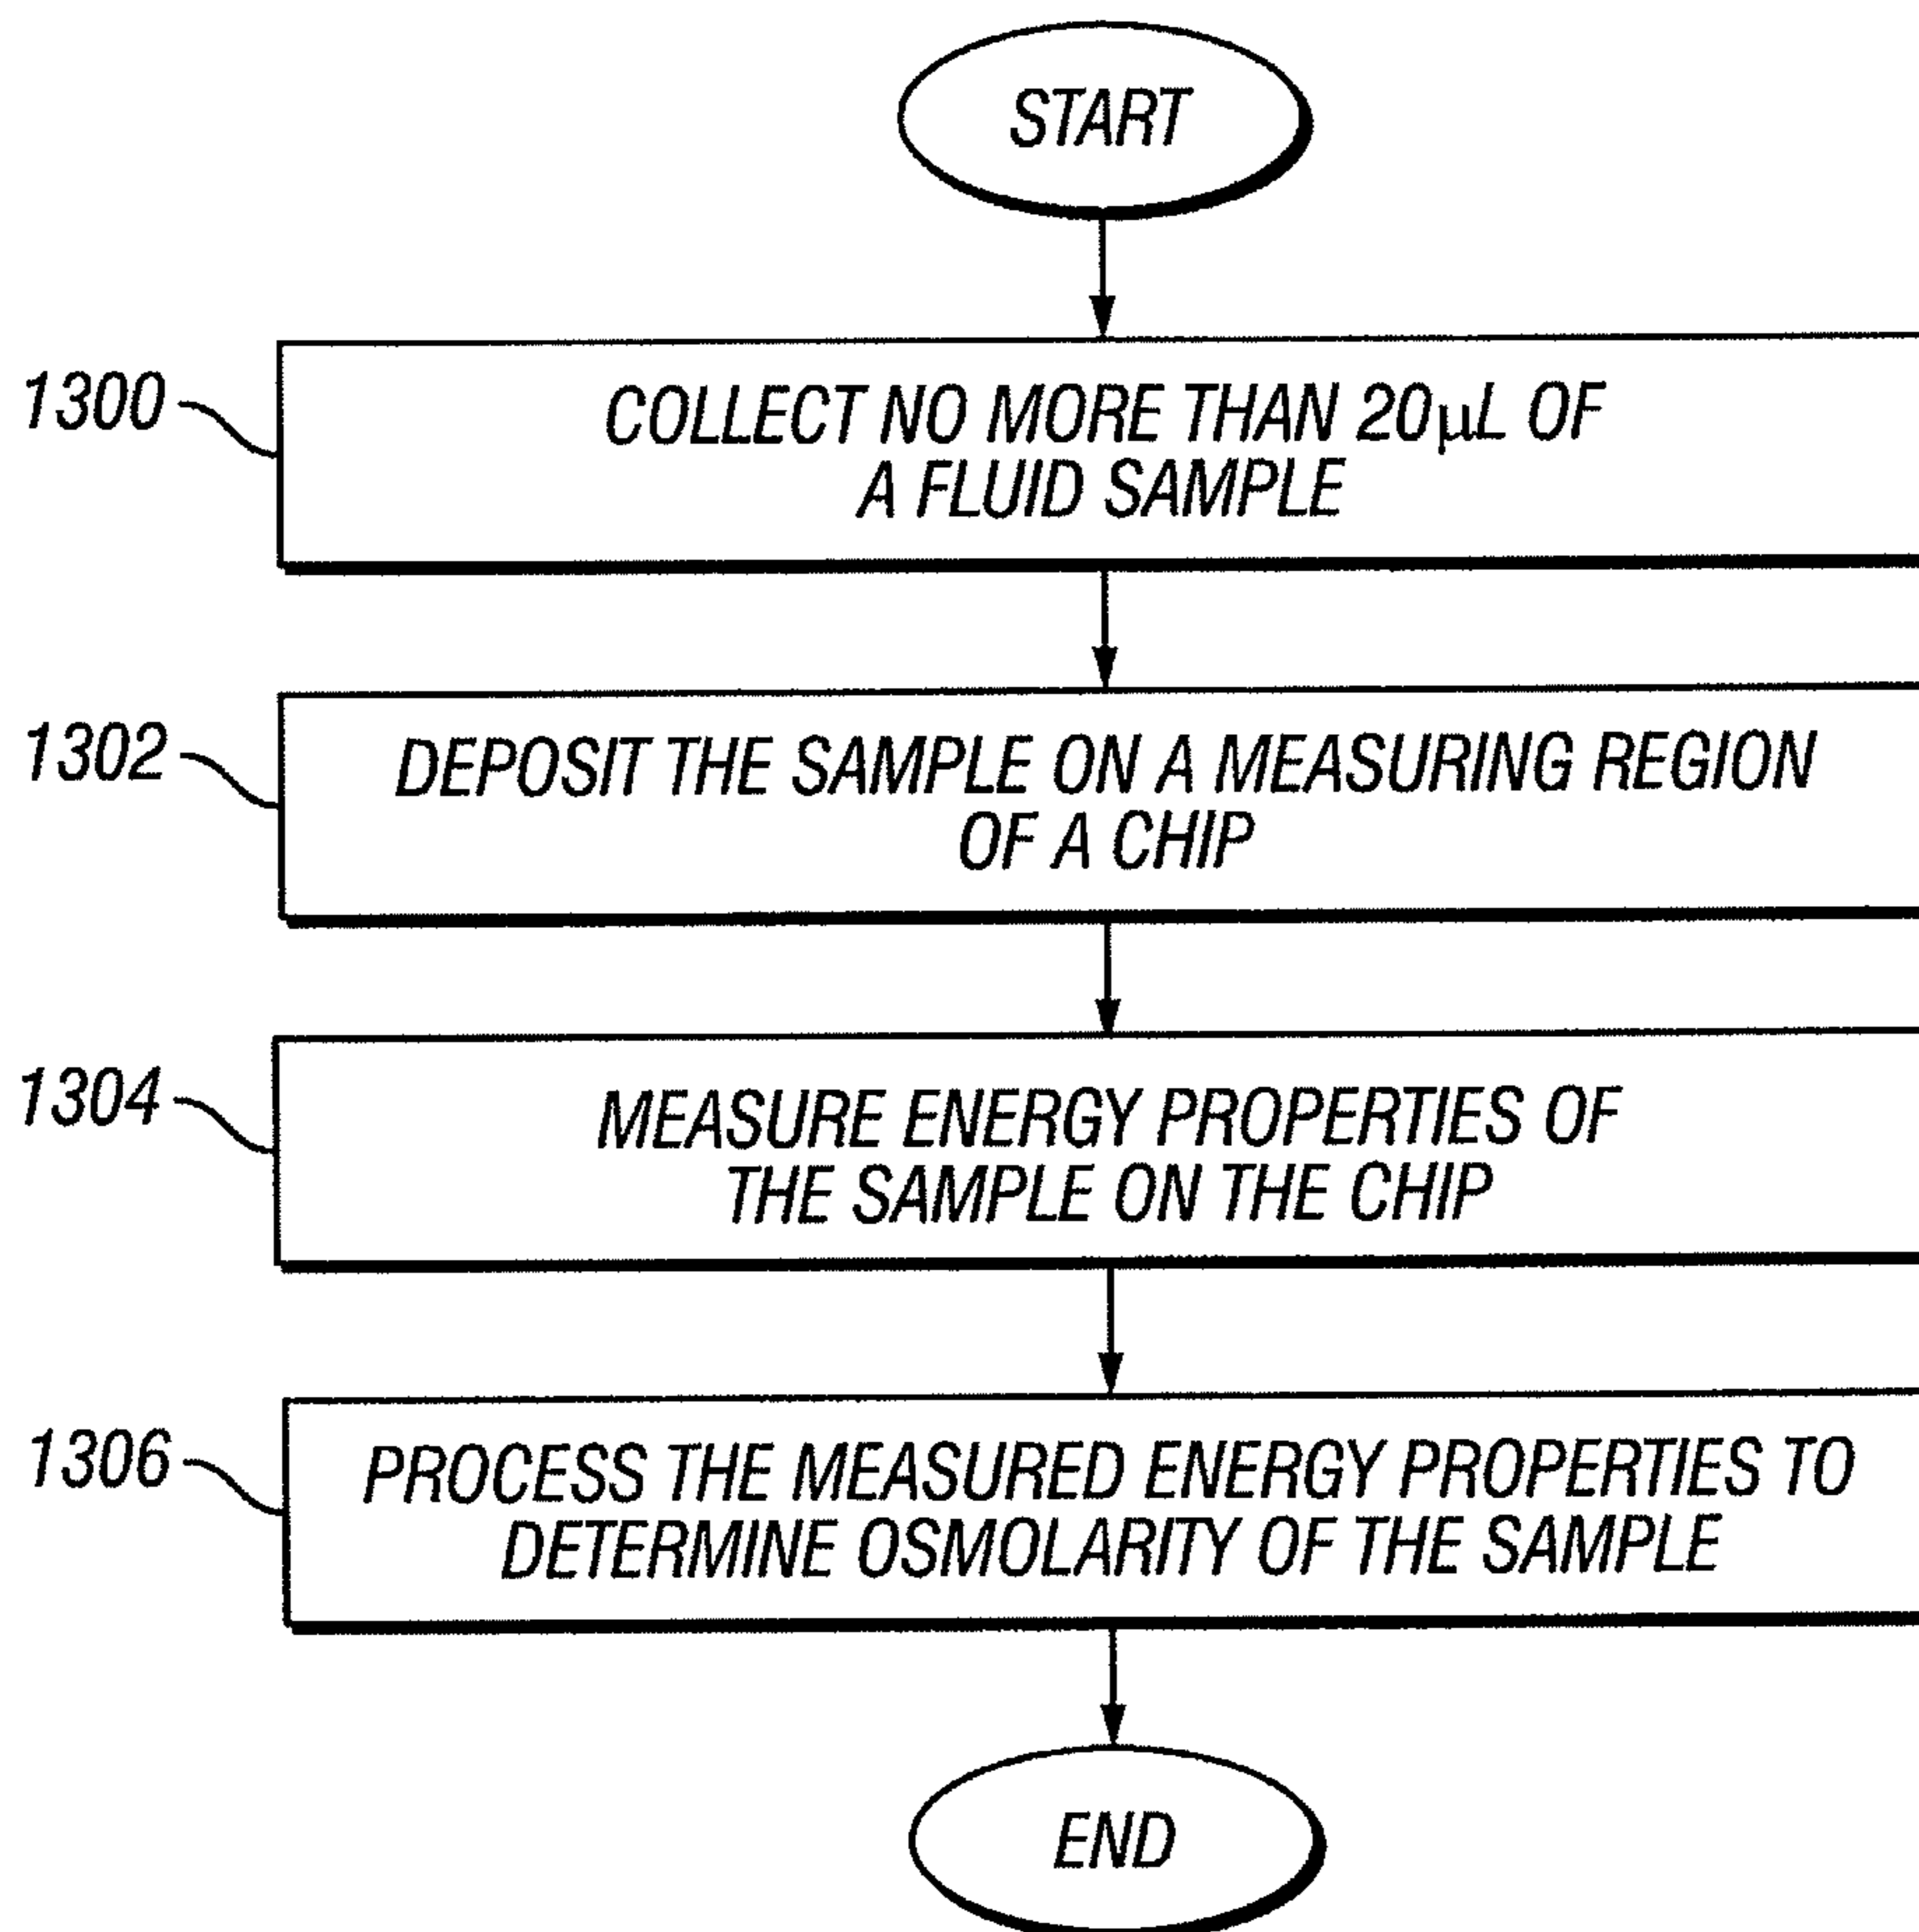 START
1300
COLLECT NO MORE THAN 20μL OF
A FLUID SAMPLE
1302
DEPOSIT THE SAMPLE ON A MEASURING REGION
OF A CHIP
1304
MEASURE ENERGY PROPERTIES OF
THE SAMPLE ON THE CHIP
1306
PROCESS THE MEASURED ENERGY PROPERTIES TO
DETERMINE OSMOLARITY OF THE SAMPLE
END